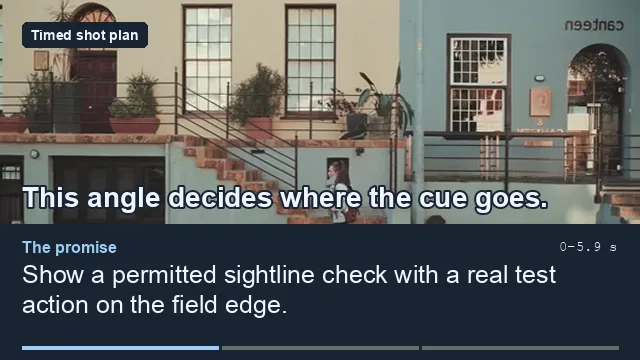 Timed shot plan
canteen
This angle decides where the cue goes.
The promise
0–5.9 s
Show a permitted sightline check with a real test
action on the field edge.